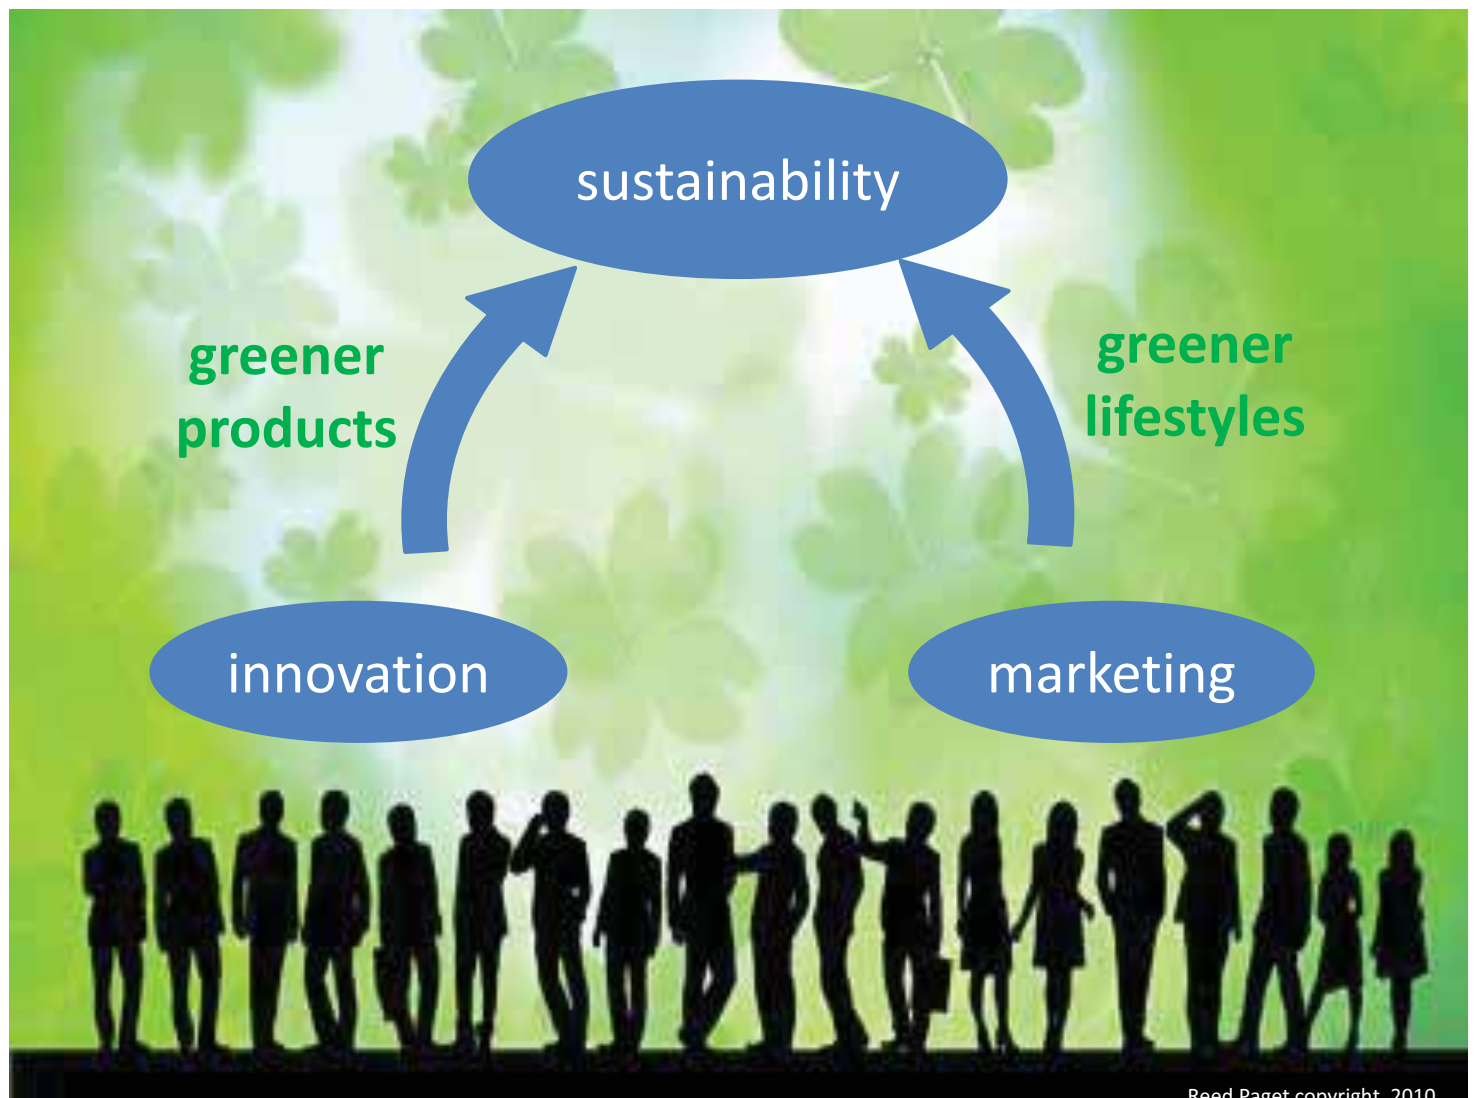 sustainability
greener
products
greener
lifestyles
innovation
marketing
Reed Paget copyright 2010